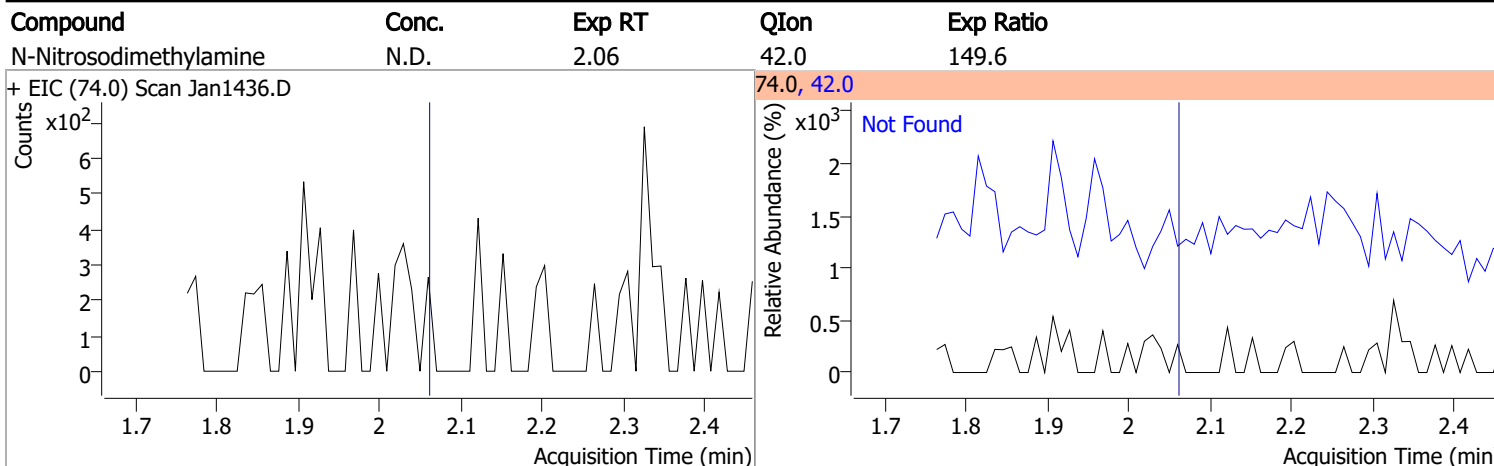 Compound Conc. Exp RT QIon Exp Ratio
N-Nitrosodimethylamine N.D. 2.06 42.0 149.6
+ EIC (74.0) Scan Jan1436.D
Counts
x10²
6
5
4
3
2
1
0
1.7 1.8 1.9 2 2.1 2.2 2.3 2.4
Acquisition Time (min)
74.0, 42.0
Relative Abundance (%)
x10³
Not Found
2
1.5
1
0.5
0
1.7 1.8 1.9 2 2.1 2.2 2.3 2.4
Acquisition Time (min)